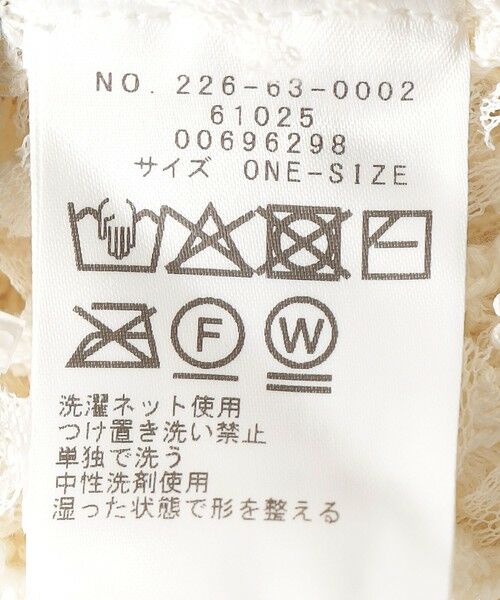 NO. 226-63-0002
61025
00696298
サイズ ONE-SIZE
F W
洗濯ネット使用
つけ置き洗い禁止
単独で洗う
中性洗剤使用
湿った状態で形を整える